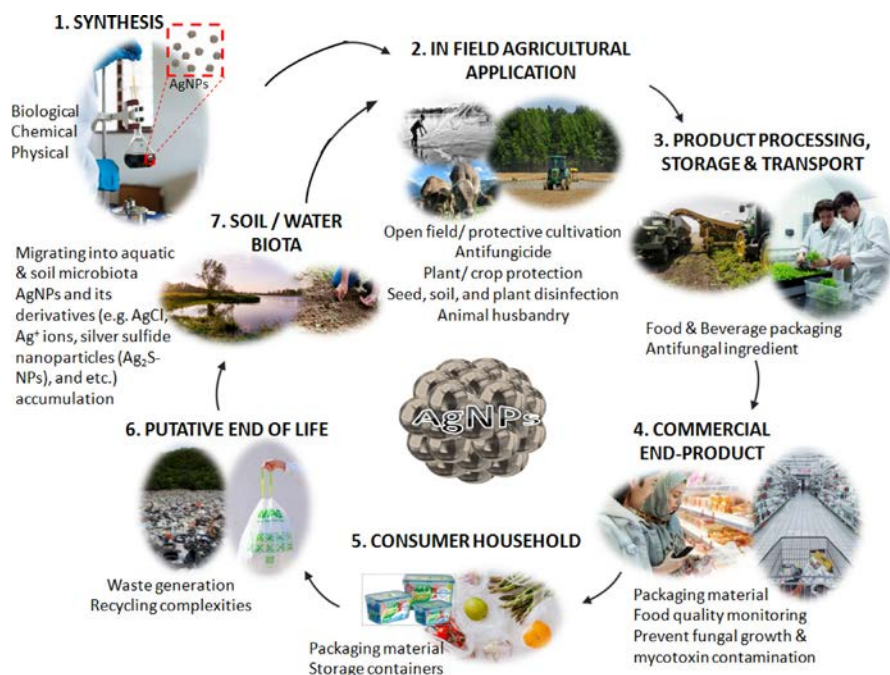 1. SYNTHESIS
AgNPs
Biological
Chemical
Physical
2. IN FIELD AGRICULTURAL
APPLICATION
Open field/ protective cultivation
Antifungicide
Plant/ crop protection
Seed, soil, and plant disinfection
Animal husbandry
3. PRODUCT PROCESSING,
STORAGE & TRANSPORT
Food & Beverage packaging
Antifungal ingredient
4. COMMERCIAL
END-PRODUCT
Packaging material
Food quality monitoring
Prevent fungal growth &
mycotoxin contamination
5. CONSUMER HOUSEHOLD
Packaging material
Storage containers
6. PUTATIVE END OF LIFE
Waste generation
Recycling complexities
7. SOIL / WATER
BIOTA
Migrating into aquatic
& soil microbiota
AgNPs and its
derivatives (e.g. AgCl,
Ag⁺ ions, silver sulfide
nanoparticles (Ag₂S-
NPs), and etc.)
accumulation
AgNPs